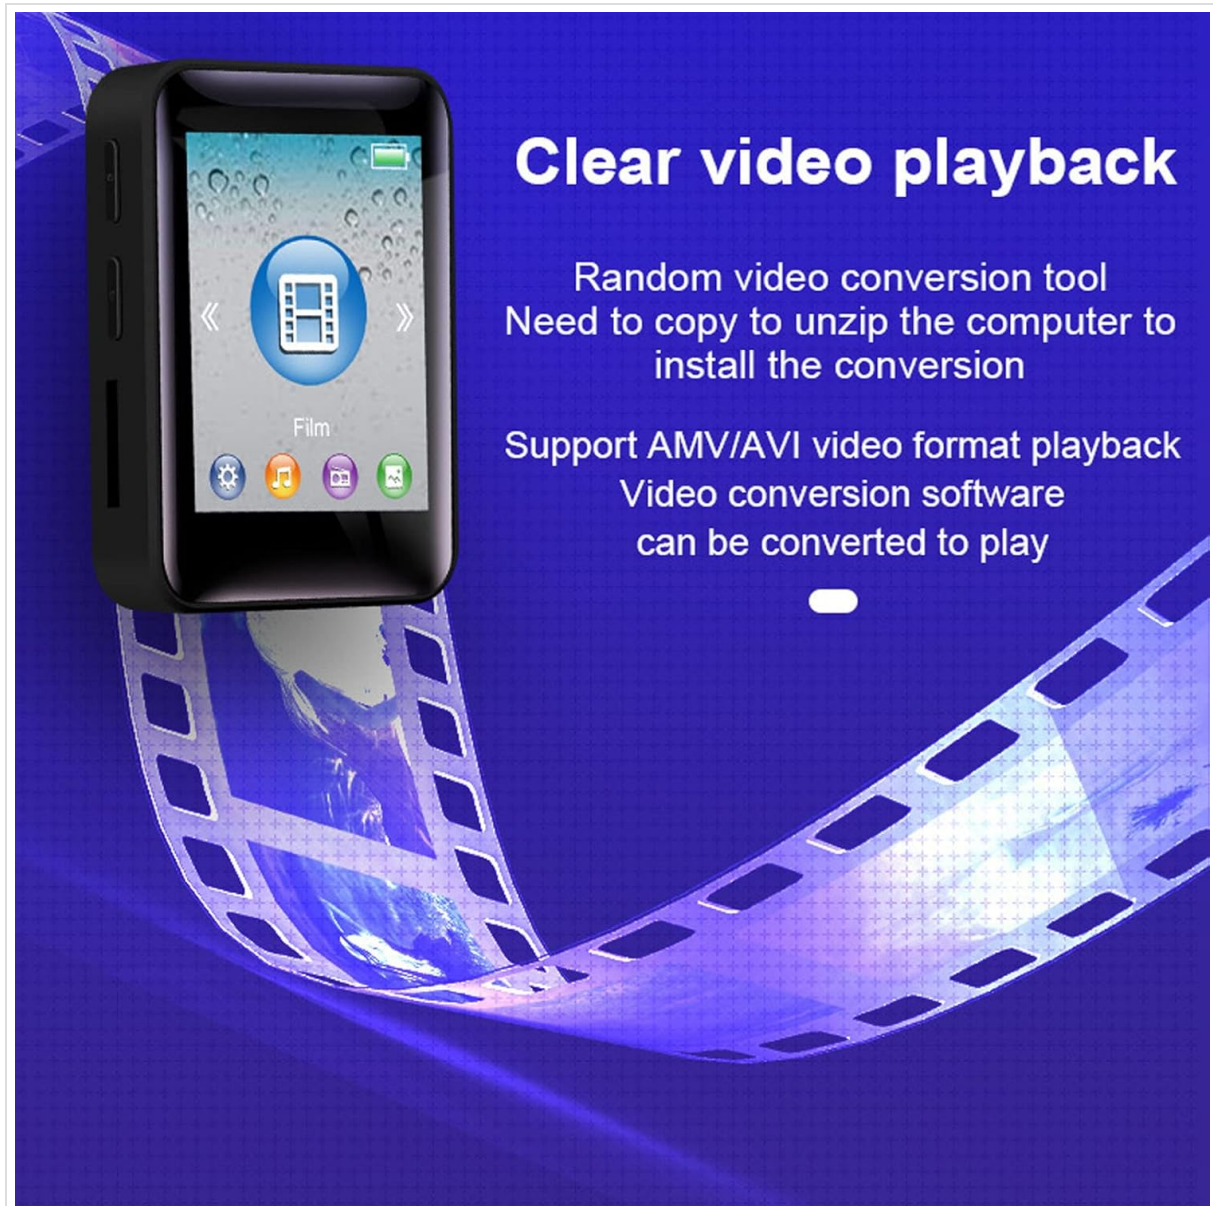 Clear video playback
Random video conversion tool
Need to copy to unzip the computer to
install the conversion
Support AMV/AVI video format playback
Video conversion software
can be converted to play
Film